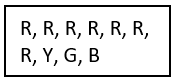 R, R, R, R, R, R,
R, Y, G, B